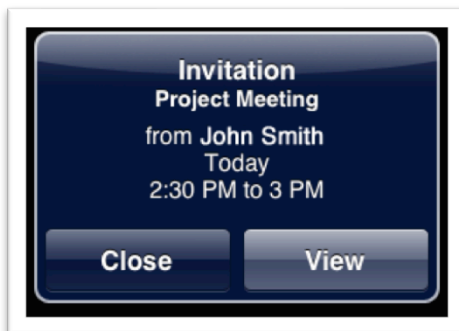 Invitation
Project Meeting
from John Smith
Today
2:30 PM to 3 PM
Close
View